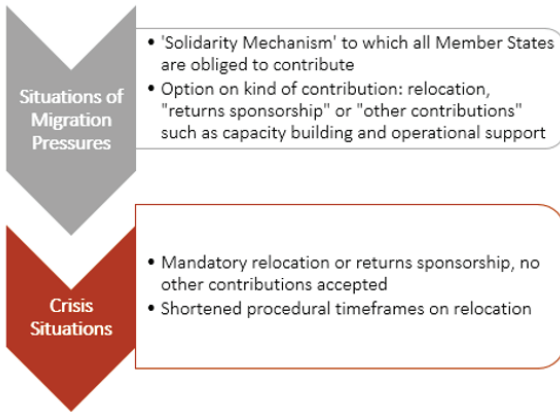 Situations of
Migration
Pressures
• 'Solidarity Mechanism' to which all Member States
are obliged to contribute
• Option on kind of contribution: relocation,
"returns sponsorship" or "other contributions"
such as capacity building and operational support
Crisis
Situations
• Mandatory relocation or returns sponsorship, no
other contributions accepted
• Shortened procedural timeframes on relocation